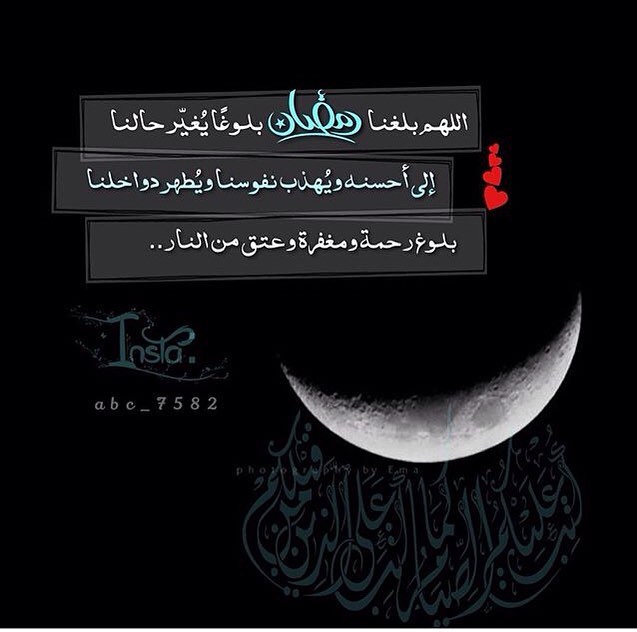 اللهم بلغنا رمضان بلوغًا يُغيّر حالنا
إلى أحسنه ويُهذب نفوسنا ويُطهر دواخلنا
بلوغ رحمة ومغفرة وعتق من النار..
Insta:
abc_7582
photography by Ema
كتب عليكم الصيام كما كتب على الذين من قبلكم